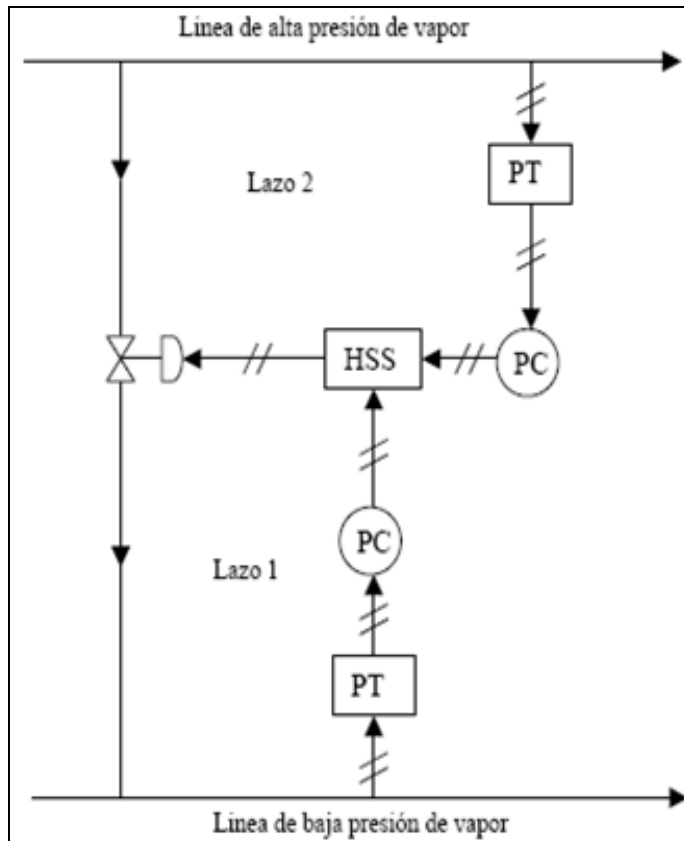 Linea de alta presión de vapor
PT
Lazo 2
HSS
PC
PC
Lazo 1
PT
Linea de baja presión de vapor